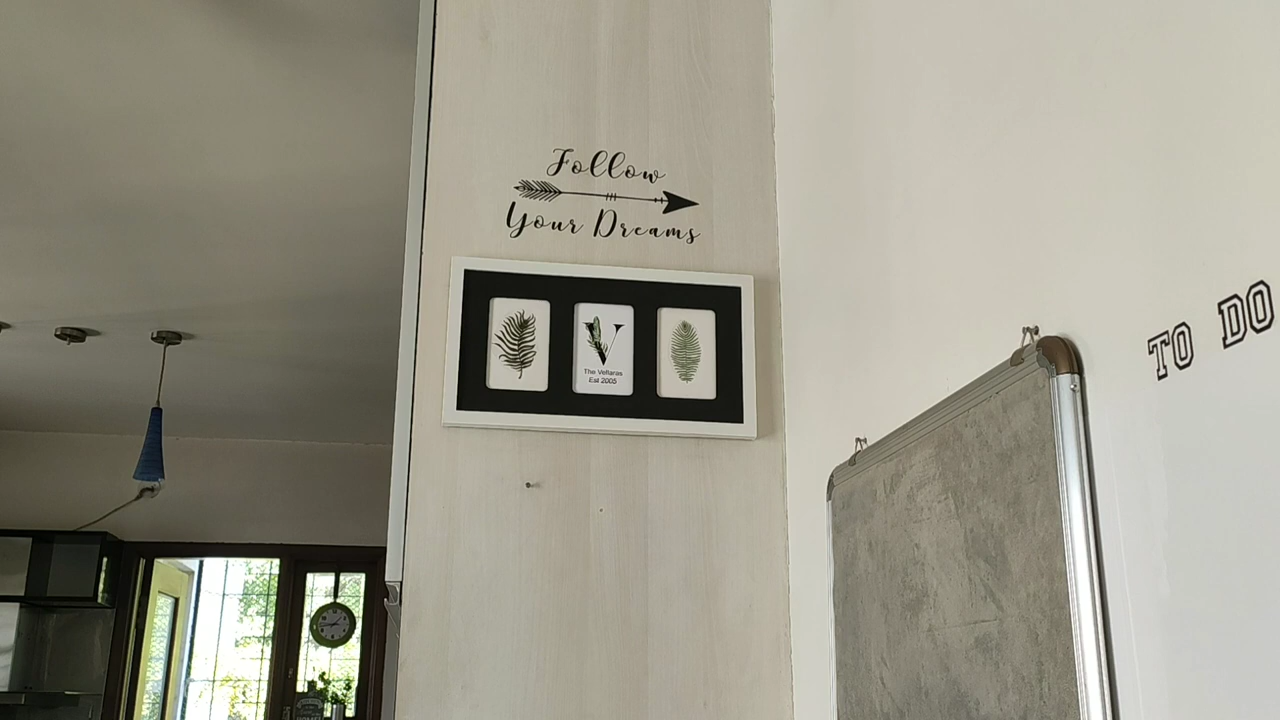 Follow
Your Dreams
V
The Vellaras
Est 2005
TO DO